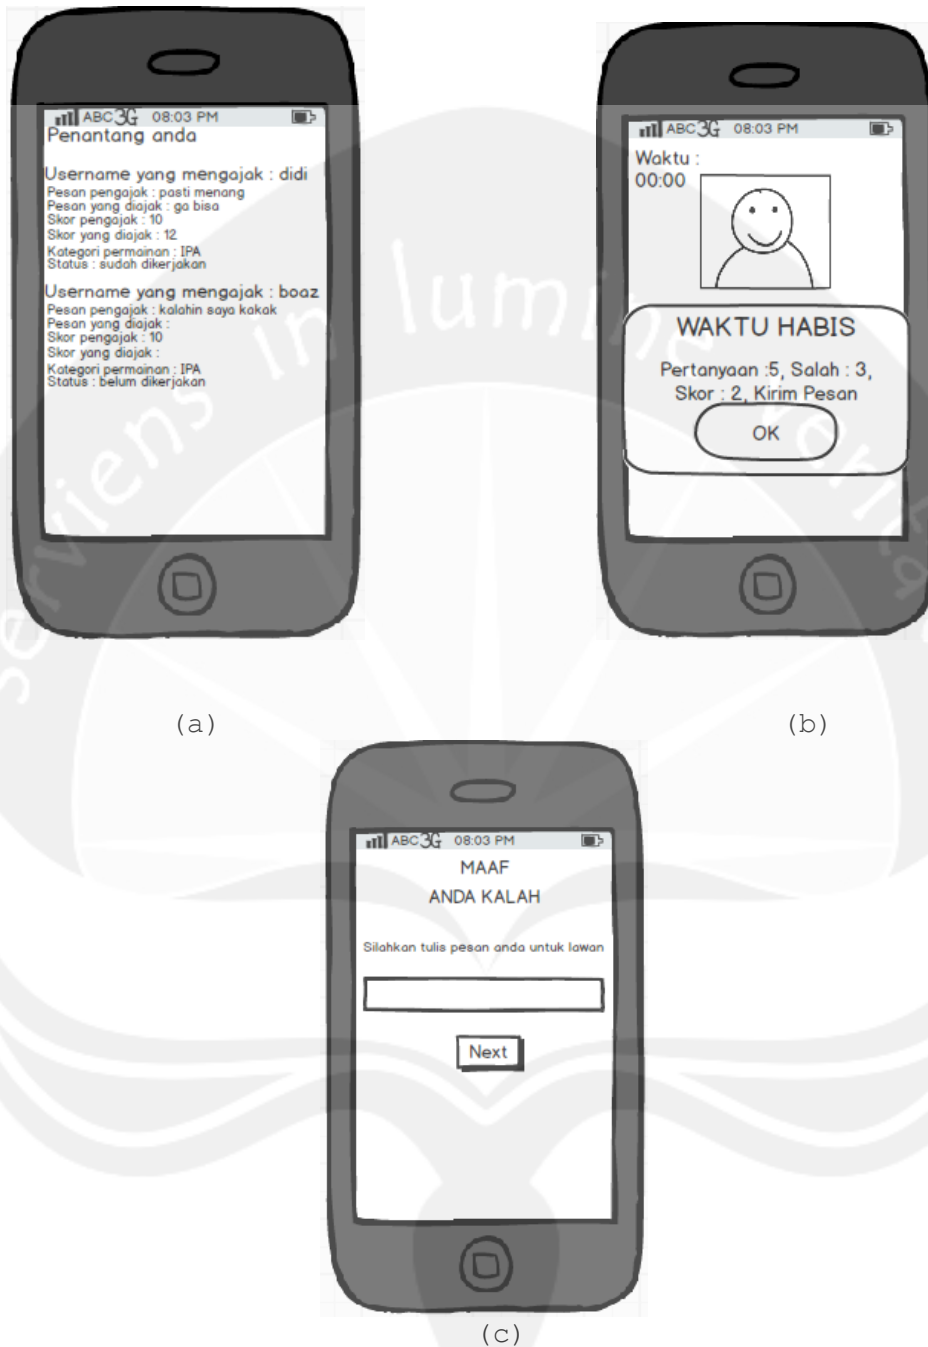 ABC 3G 08:03 PM
Penantang anda
Username yang mengajak : didi
Pesan pengajak : pasti menang
Pesan yang diajak : ga bisa
Skor pengajak : 10
Skor yang diajak : 12
Kategori permainan : IPA
Status : sudah dikerjakan
Username yang mengajak : boaz
Pesan pengajak : kalahin saya kakak
Pesan yang diajak :
Skor pengajak : 10
Skor yang diajak :
Kategori permainan : IPA
Status : belum dikerjakan
(a)
ABC 3G 08:03 PM
Waktu :
00:00
WAKTU HABIS
Pertanyaan :5, Salah : 3,
Skor : 2, Kirim Pesan
OK
(b)
ABC 3G 08:03 PM
MAAF
ANDA KALAH
Silahkan tulis pesan anda untuk lawan
Next
(c)
serviens in lumine verita